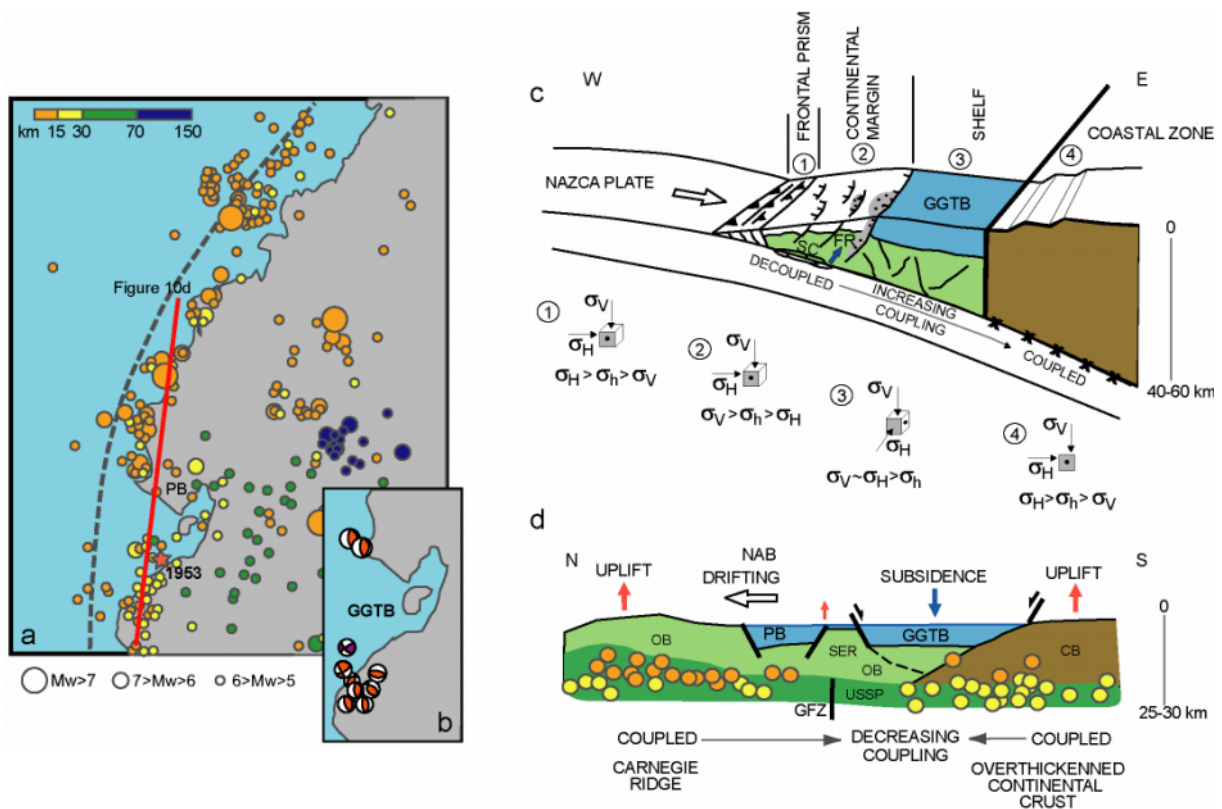 km 15 30 70 150
Figure 10d
PB
1953
a
Mw>7 7>Mw>6 6>Mw>5
GGTB
b
c
W
E
FRONTAL PRISM
CONTINENTAL
MARGIN
SHELF
COASTAL ZONE
1 2 3 4
NAZCA PLATE
GGTB
0
SC FR
DECOUPLED
INCREASING
COUPLING
COUPLED
40-60 km
1
σV
σH
σH > σh > σV
2
σV
σH
σV > σh > σH
3
σV
σH
σV~σH > σh
4
σV
σH
σH > σh > σV
d
N
S
UPLIFT
NAB
DRIFTING
SUBSIDENCE
UPLIFT
0
OB PB SER GGTB CB
OB
USSP
GFZ
25-30 km
COUPLED
DECREASING
COUPLING
COUPLED
CARNEGIE
RIDGE
OVERTHICKENNED
CONTINENTAL
CRUST